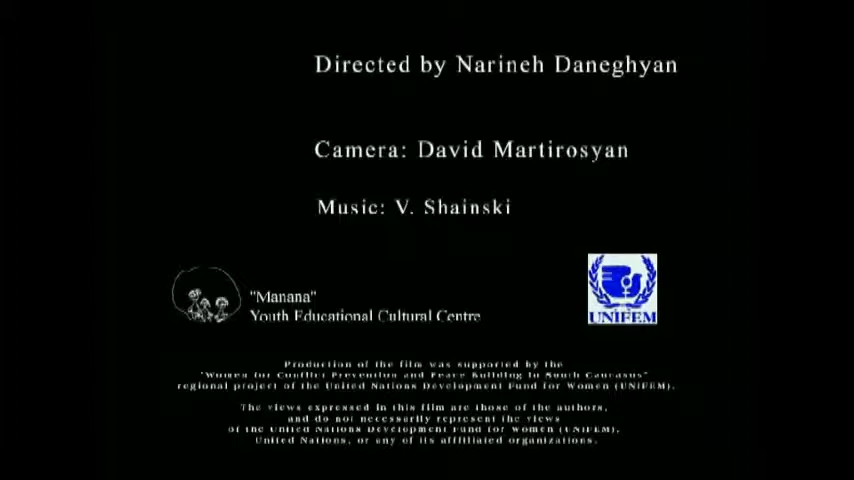 Directed by Narineh Daneghyan
Camera: David Martirosyan
Music: V. Shainski
"Manana"
Youth Educational Cultural Centre
UNIFEM
Production of the film was supported by the
"Women for Conflict Prevention and Peace Building in South Caucasus"
regional project of the United Nations Development Fund for Women (UNIFEM).
The views expressed in this film are those of the authors,
and do not necessarily represent the views
of the United Nations Development Fund for Women (UNIFEM),
United Nations, or any of its affiliated organizations.